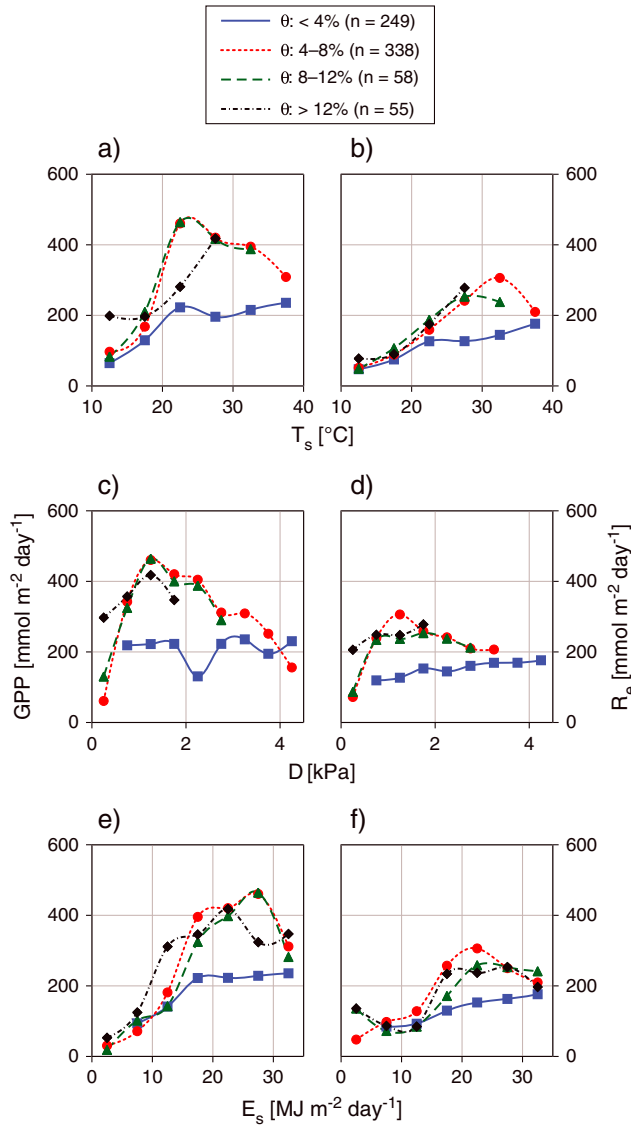 θ: < 4% (n = 249)
θ: 4–8% (n = 338)
θ: 8–12% (n = 58)
θ: > 12% (n = 55)
a)
b)
600
400
200
0
600
400
200
0
10 20 30 40
10 20 30 40
T_s [°C]
c)
d)
600
400
200
0
600
400
200
0
GPP [mmol m⁻² day⁻¹]
R_e [mmol m⁻² day⁻¹]
0 2 4
0 2 4
D [kPa]
e)
f)
600
400
200
0
600
400
200
0
0 10 20 30
0 10 20 30
E_s [MJ m⁻² day⁻¹]